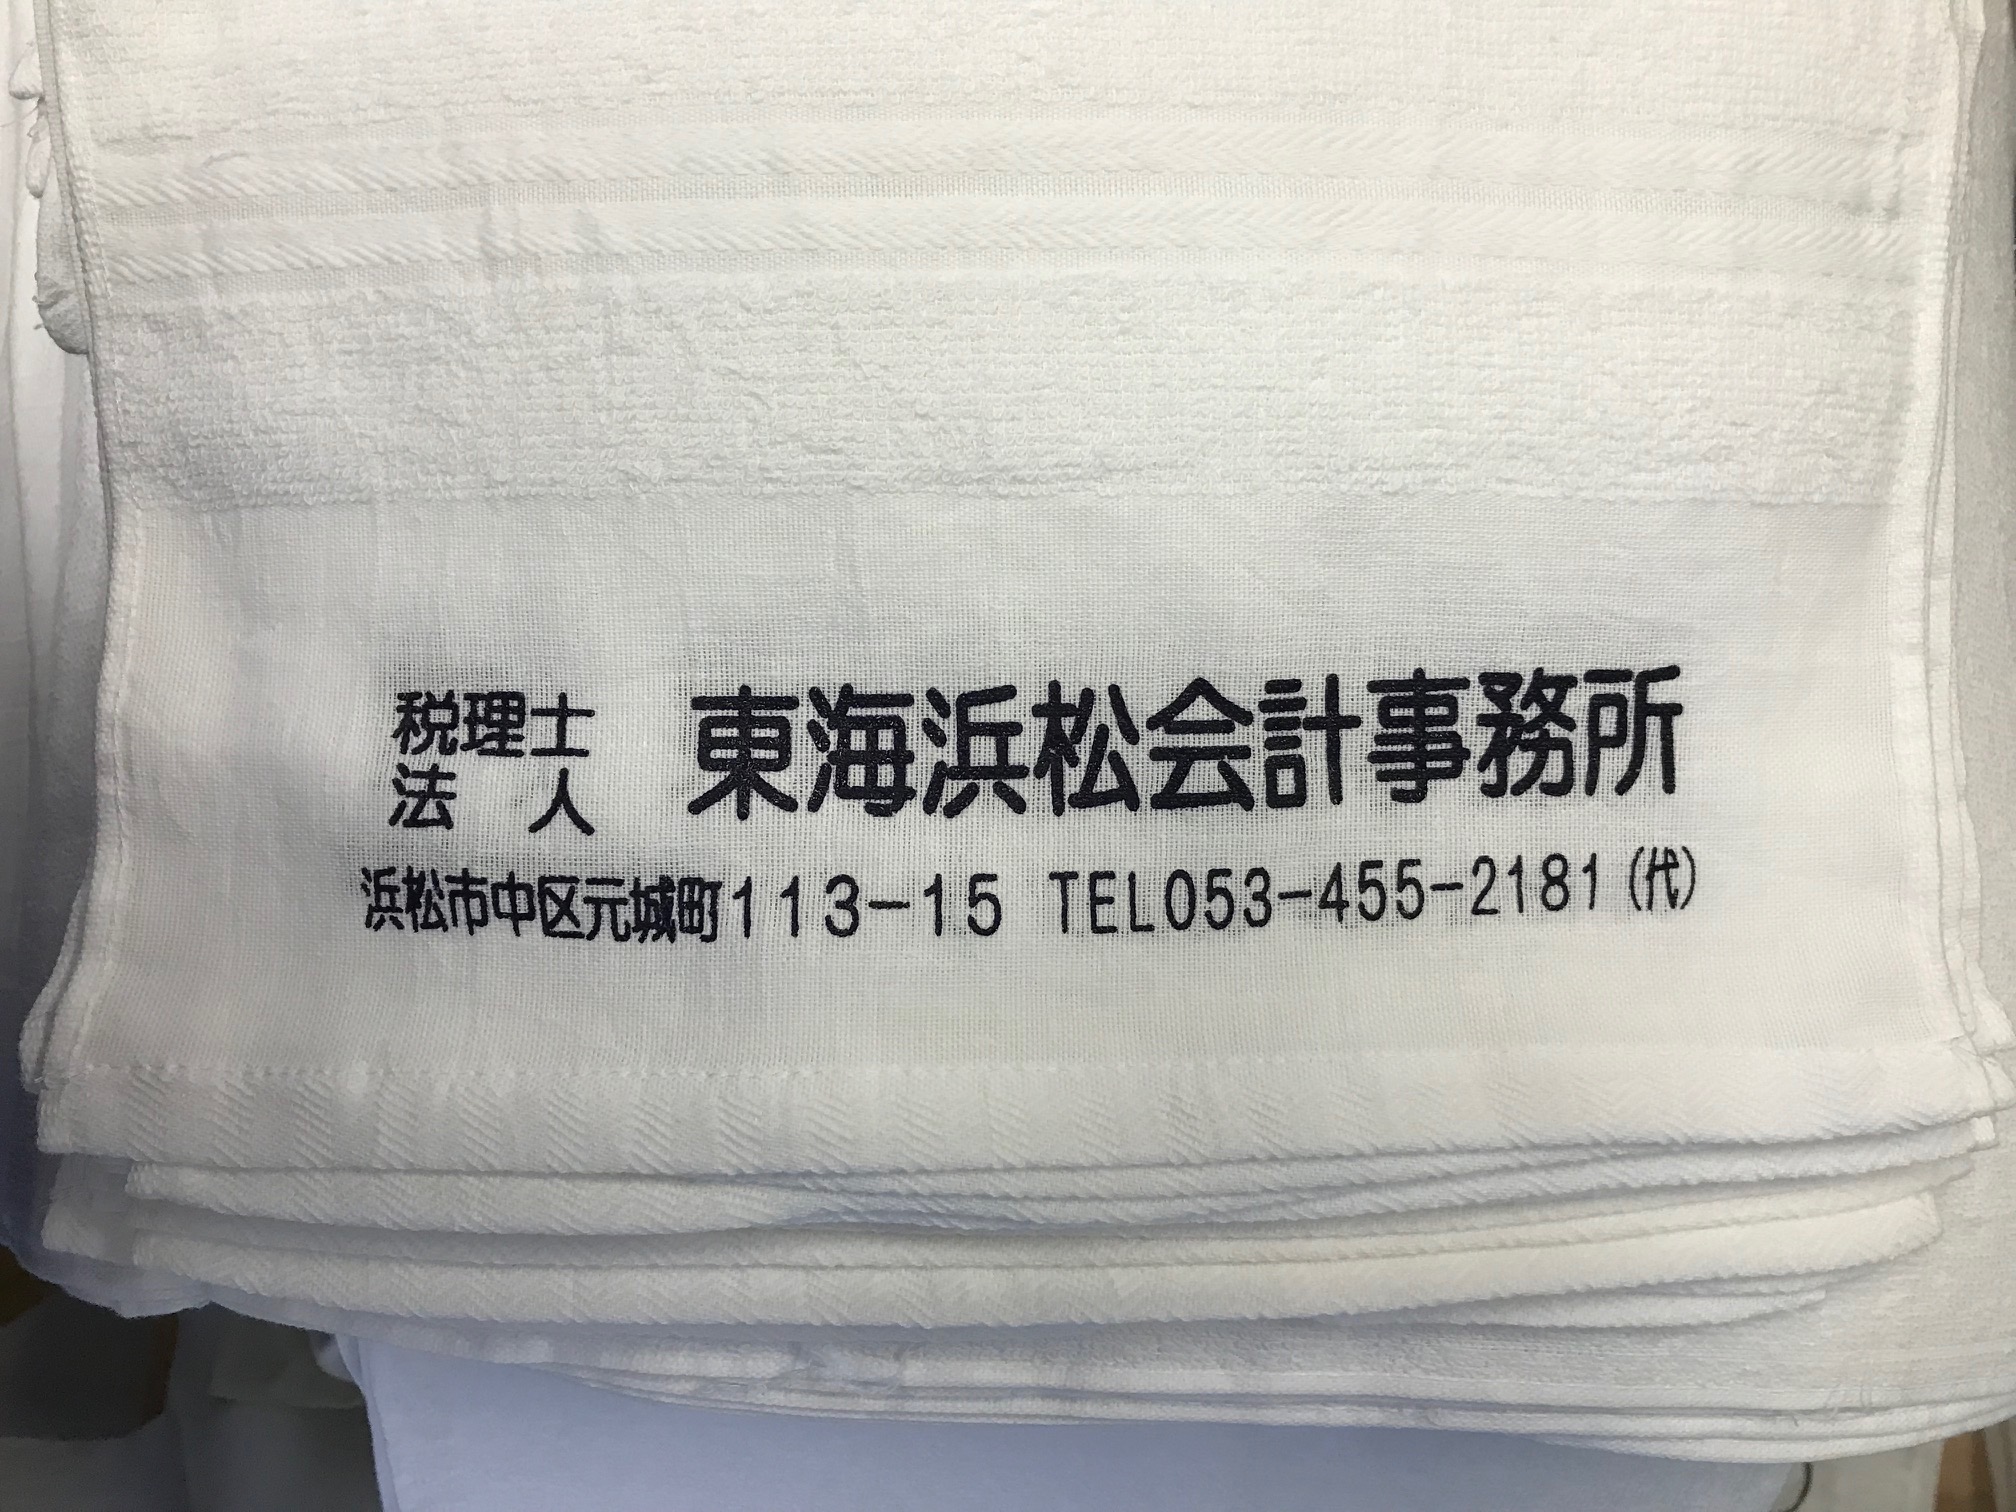 税理士法人 東海浜松会計事務所
浜松市中区元城町113-15 TEL053-455-2181(代)